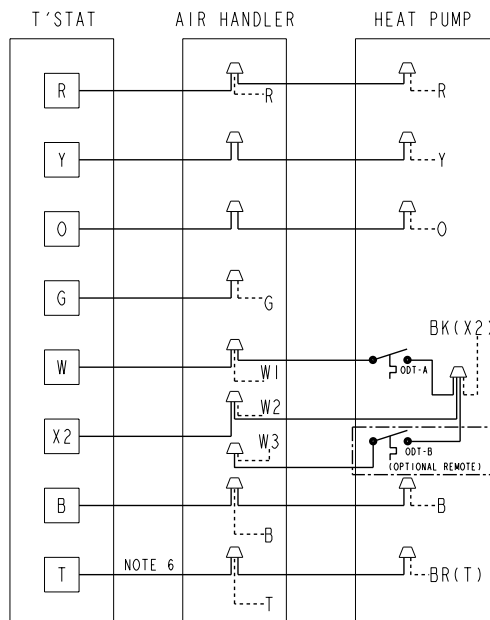 T'STAT AIR HANDLER HEAT PUMP
R R R
Y Y
O O
G G
BK(X2)
W W1 ODT-A
W2
X2 W3 ODT-B
(OPTIONAL REMOTE)
B B B
T NOTE 6 T BR(T)